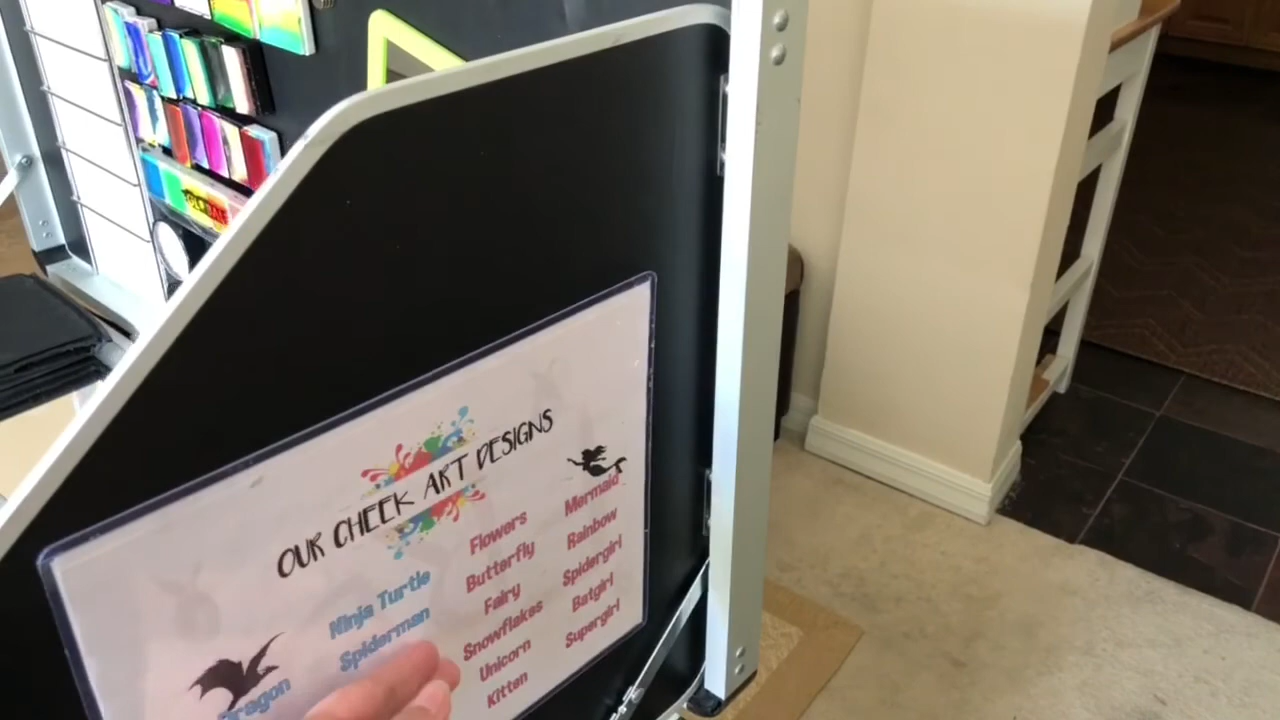 OUR CHEEK ART DESIGNS
Ninja Turtle
Spiderman
Dragon
Flowers
Butterfly
Fairy
Snowflakes
Unicorn
Kitten
Mermaid
Rainbow
Spidergirl
Batgirl
Supergirl